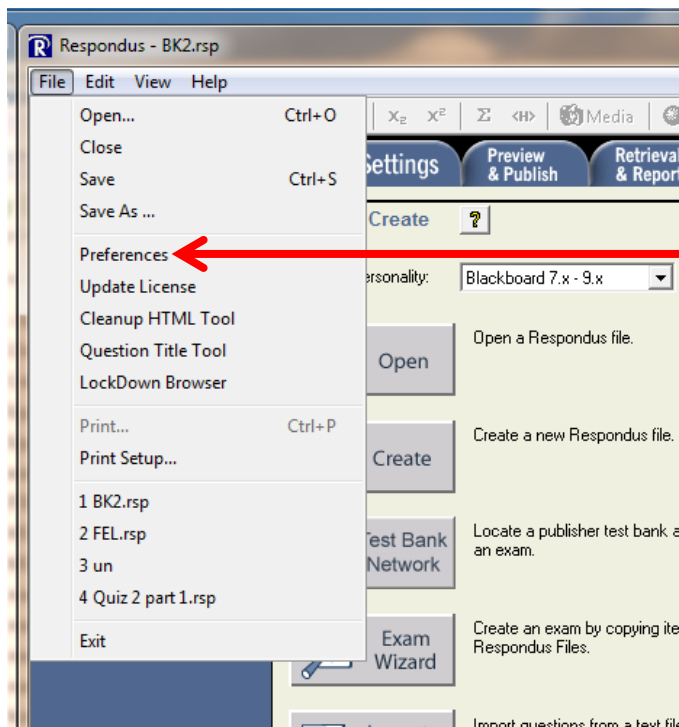 R Respondus - BK2.rsp
File Edit View Help
Open... Ctrl+O
Close
Save Ctrl+S
Save As ...
Preferences
Update License
Cleanup HTML Tool
Question Title Tool
LockDown Browser
Print... Ctrl+P
Print Setup...
1 BK2.rsp
2 FEL.rsp
3 un
4 Quiz 2 part 1.rsp
Exit
x₂ x² Σ <H> Media
Settings
Preview
& Publish
Retrieval
& Report
Create ?
ersonality: Blackboard 7.x - 9.x
Open
Open a Respondus file.
Create
Create a new Respondus file.
Test Bank
Network
Locate a publisher test bank a
an exam.
Exam
Wizard
Create an exam by copying ite
Respondus Files.
Import questions from a text file